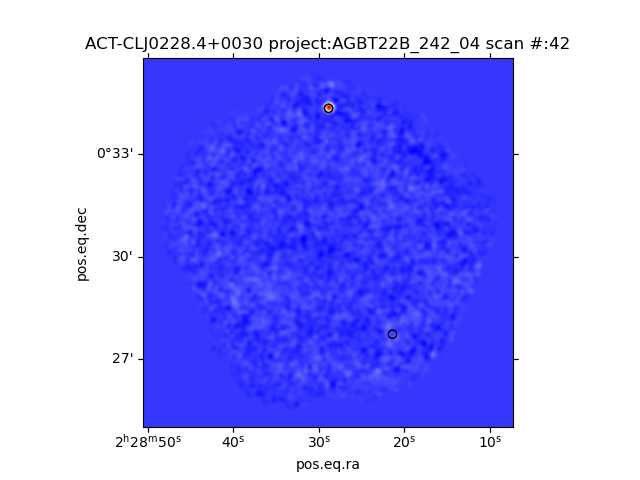 ACT-CLJ0228.4+0030 project:AGBT22B_242_04 scan #:42
pos.eq.dec
0°33'
30'
27'
2ʰ28ᵐ50ˢ 40ˢ 30ˢ 20ˢ 10ˢ
pos.eq.ra